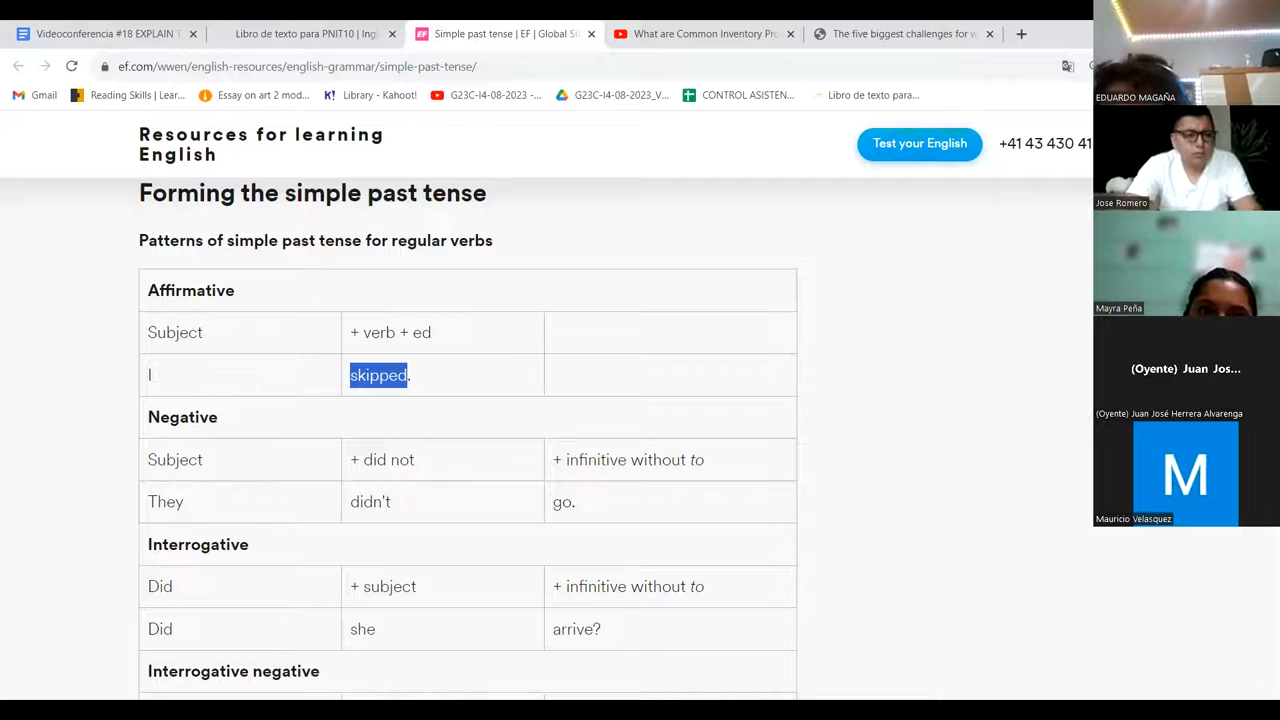 Videoconferencia #18 EXPLAIN T
Libro de texto para PNIT10 | Ing
Simple past tense | EF | Global Si
What are Common Inventory Pro
The five biggest challenges for w
ef.com/wwen/english-resources/english-grammar/simple-past-tense/
Gmail
Reading Skills | Lear...
Essay on art 2 mod...
Library - Kahoot!
G23C-I4-08-2023 -...
G23C-I4-08-2023_V...
CONTROL ASISTEN...
Libro de texto para...
Resources for learning
English
Test your English
+41 43 430 41
Forming the simple past tense
Patterns of simple past tense for regular verbs
Affirmative
Subject + verb + ed
I skipped.
Negative
Subject + did not + infinitive without to
They didn't go.
Interrogative
Did + subject + infinitive without to
Did she arrive?
Interrogative negative
EDUARDO MAGAÑA
Jose Romero
Mayra Peña
(Oyente) Juan Jos...
(Oyente) Juan José Herrera Alvarenga
M
Mauricio Velasquez